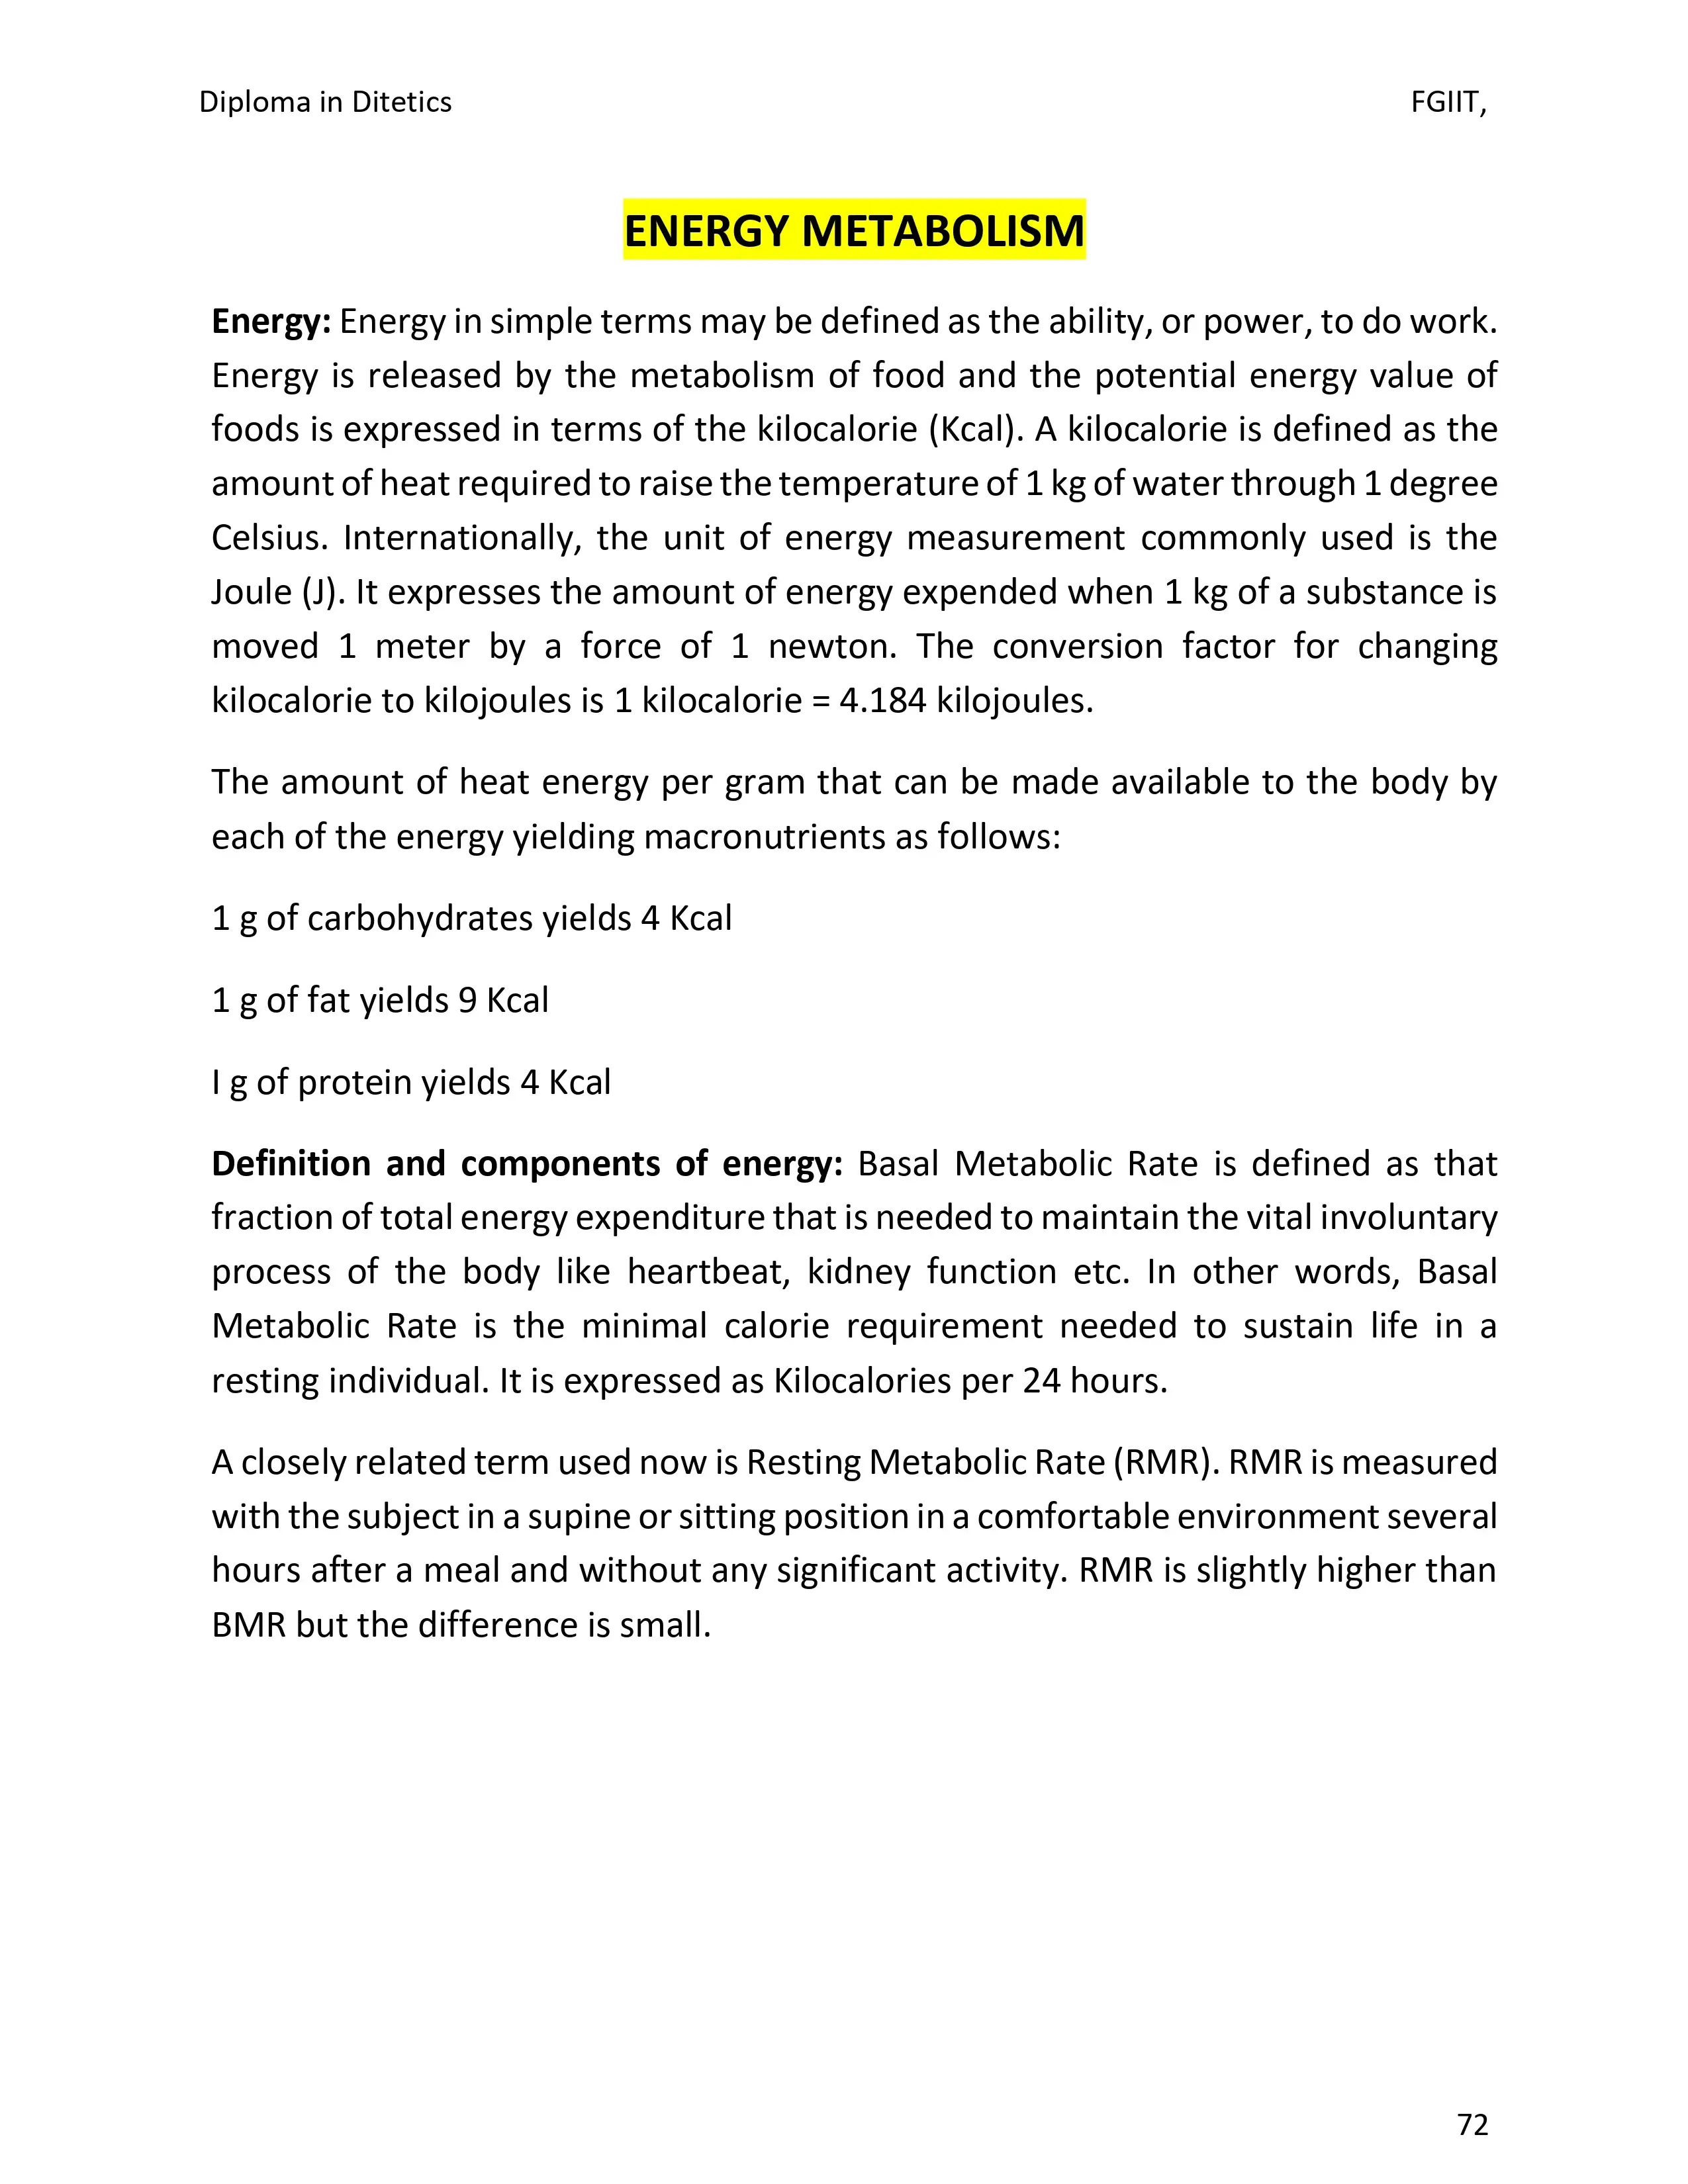 Diploma in Ditetics FGIIT,
ENERGY METABOLISM
Energy: Energy in simple terms may be defined as the ability, or power, to do work.
Energy is released by the metabolism of food and the potential energy value of
foods is expressed in terms of the kilocalorie (Kcal). A kilocalorie is defined as the
amount of heat required to raise the temperature of 1 kg of water through 1 degree
Celsius. Internationally, the unit of energy measurement commonly used is the
Joule (J). It expresses the amount of energy expended when 1 kg of a substance is
moved 1 meter by a force of 1 newton. The conversion factor for changing
kilocalorie to kilojoules is 1 kilocalorie = 4.184 kilojoules.
The amount of heat energy per gram that can be made available to the body by
each of the energy yielding macronutrients as follows:
1 g of carbohydrates yields 4 Kcal
1 g of fat yields 9 Kcal
I g of protein yields 4 Kcal
Definition and components of energy: Basal Metabolic Rate is defined as that
fraction of total energy expenditure that is needed to maintain the vital involuntary
process of the body like heartbeat, kidney function etc. In other words, Basal
Metabolic Rate is the minimal calorie requirement needed to sustain life in a
resting individual. It is expressed as Kilocalories per 24 hours.
A closely related term used now is Resting Metabolic Rate (RMR). RMR is measured
with the subject in a supine or sitting position in a comfortable environment several
hours after a meal and without any significant activity. RMR is slightly higher than
BMR but the difference is small.
72